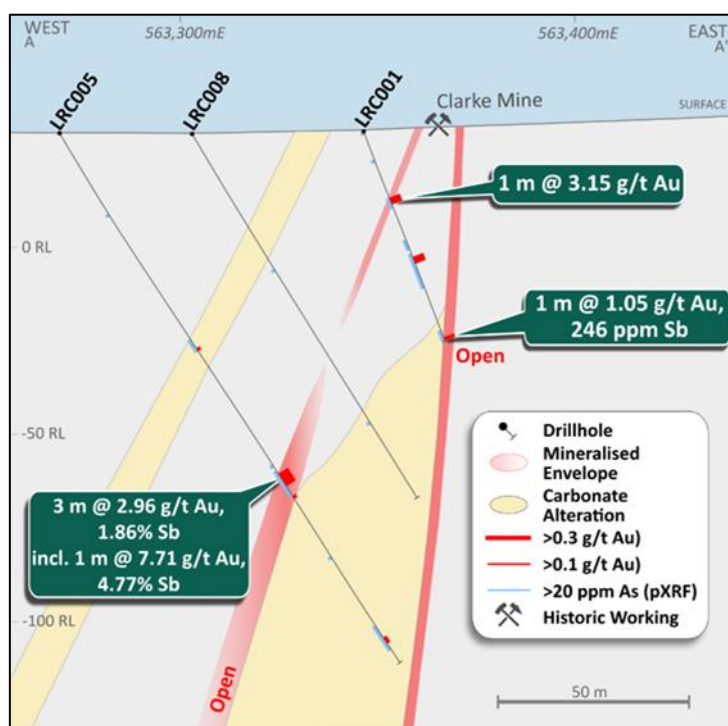 WEST
A
563,300mE
563,400mE
EAST
A'
LRC005
LRC008
LRC001
Clarke Mine
SURFACE
1 m @ 3.15 g/t Au
0 RL
1 m @ 1.05 g/t Au,
246 ppm Sb
Open
-50 RL
Drillhole
Mineralised
Envelope
Carbonate
Alteration
>0.3 g/t Au)
>0.1 g/t Au)
>20 ppm As (pXRF)
Historic Working
3 m @ 2.96 g/t Au,
1.86% Sb
incl. 1 m @ 7.71 g/t Au,
4.77% Sb
-100 RL
Open
50 m